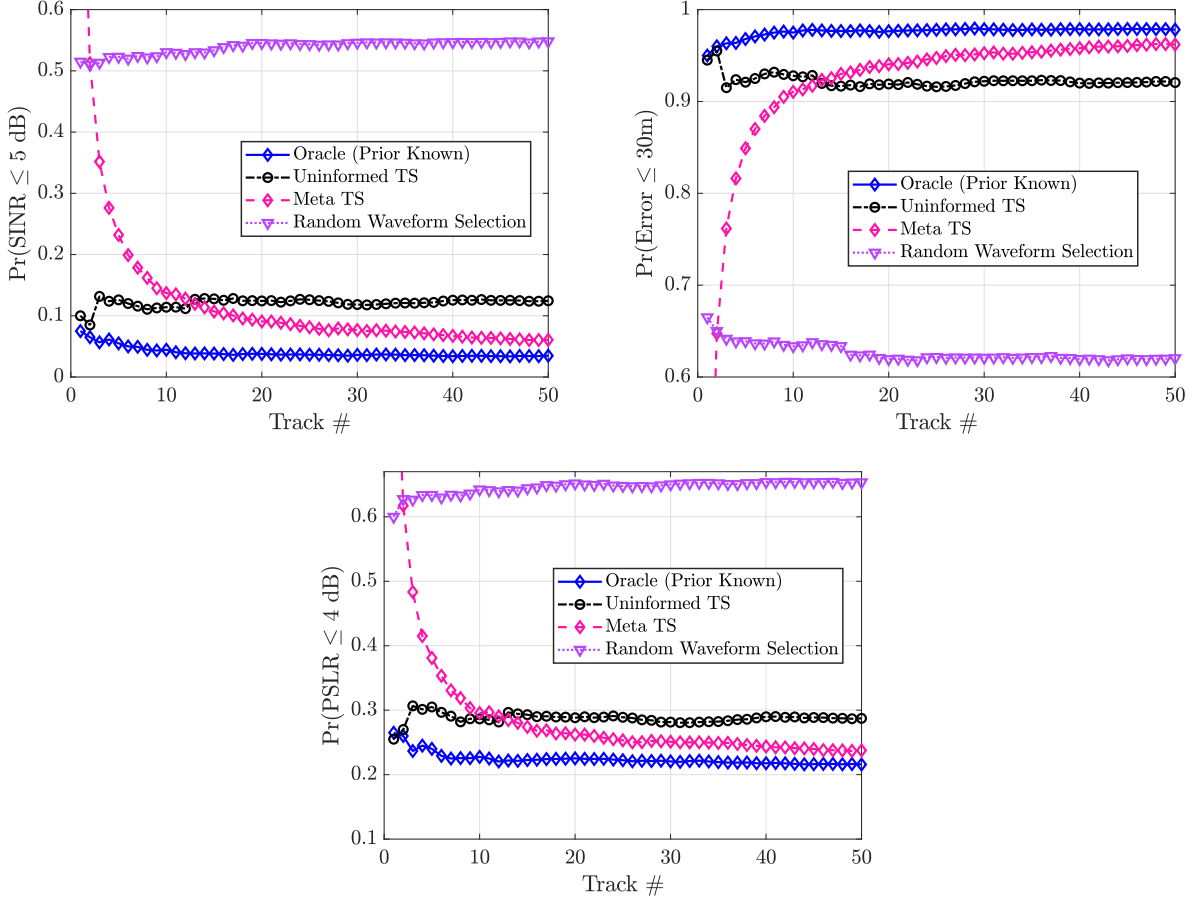 0.6
0.5
0.4
0.3
0.2
0.1
0
Pr(SINR ≤ 5 dB)
Oracle (Prior Known)
Uninformed TS
Meta TS
Random Waveform Selection
0 10 20 30 40 50
Track #
1
0.9
0.8
0.7
0.6
Pr(Error ≤ 30m)
Oracle (Prior Known)
Uninformed TS
Meta TS
Random Waveform Selection
0 10 20 30 40 50
Track #
0.6
0.5
0.4
0.3
0.2
0.1
Pr(PSLR ≤ 4 dB)
Oracle (Prior Known)
Uninformed TS
Meta TS
Random Waveform Selection
0 10 20 30 40 50
Track #